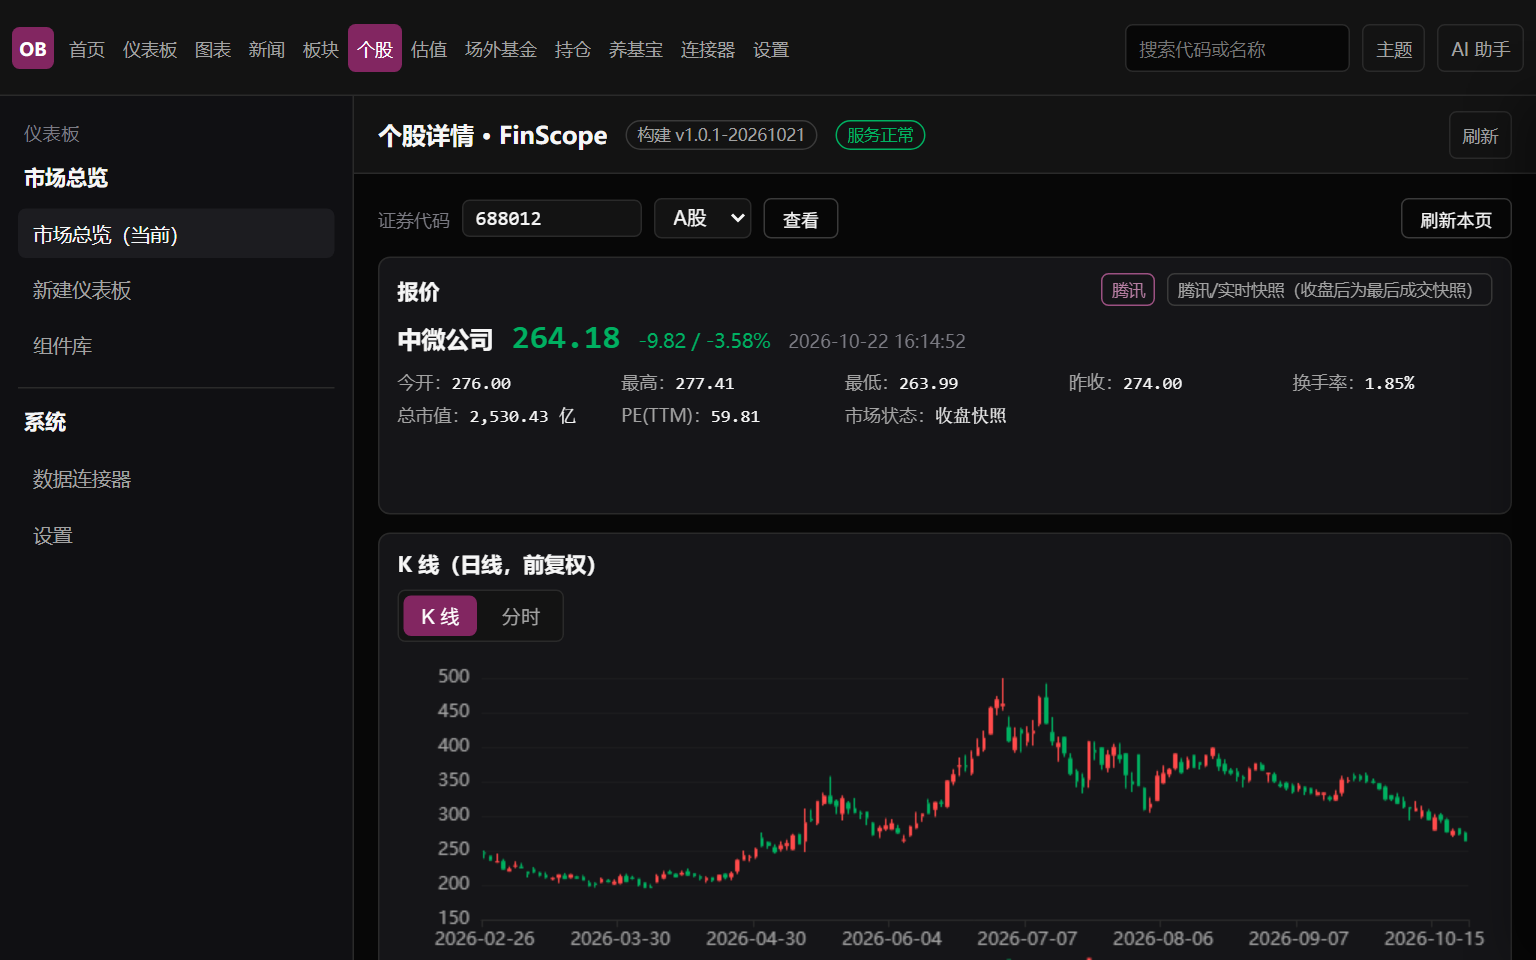 OB 首页 仪表板 图表 新闻 板块 个股 估值 场外基金 持仓 养基宝 连接器 设置 搜索代码或名称 主题 AI 助手
仪表板
市场总览
市场总览（当前）
新建仪表板
组件库
系统
数据连接器
设置
个股详情 • FinScope 构建 v1.0.1-20261021 服务正常 刷新
证券代码 688012 A股 查看 刷新本页
报价 腾讯 腾讯/实时快照（收盘后为最后成交快照）
中微公司 264.18 -9.82 / -3.58% 2026-10-22 16:14:52
今开：276.00 最高：277.41 最低：263.99 昨收：274.00 换手率：1.85%
总市值：2,530.43 亿 PE(TTM)：59.81 市场状态：收盘快照
K 线（日线，前复权）
K 线 分时
500
450
400
350
300
250
200
150
2026-02-26 2026-03-30 2026-04-30 2026-06-04 2026-07-07 2026-08-06 2026-09-07 2026-10-15